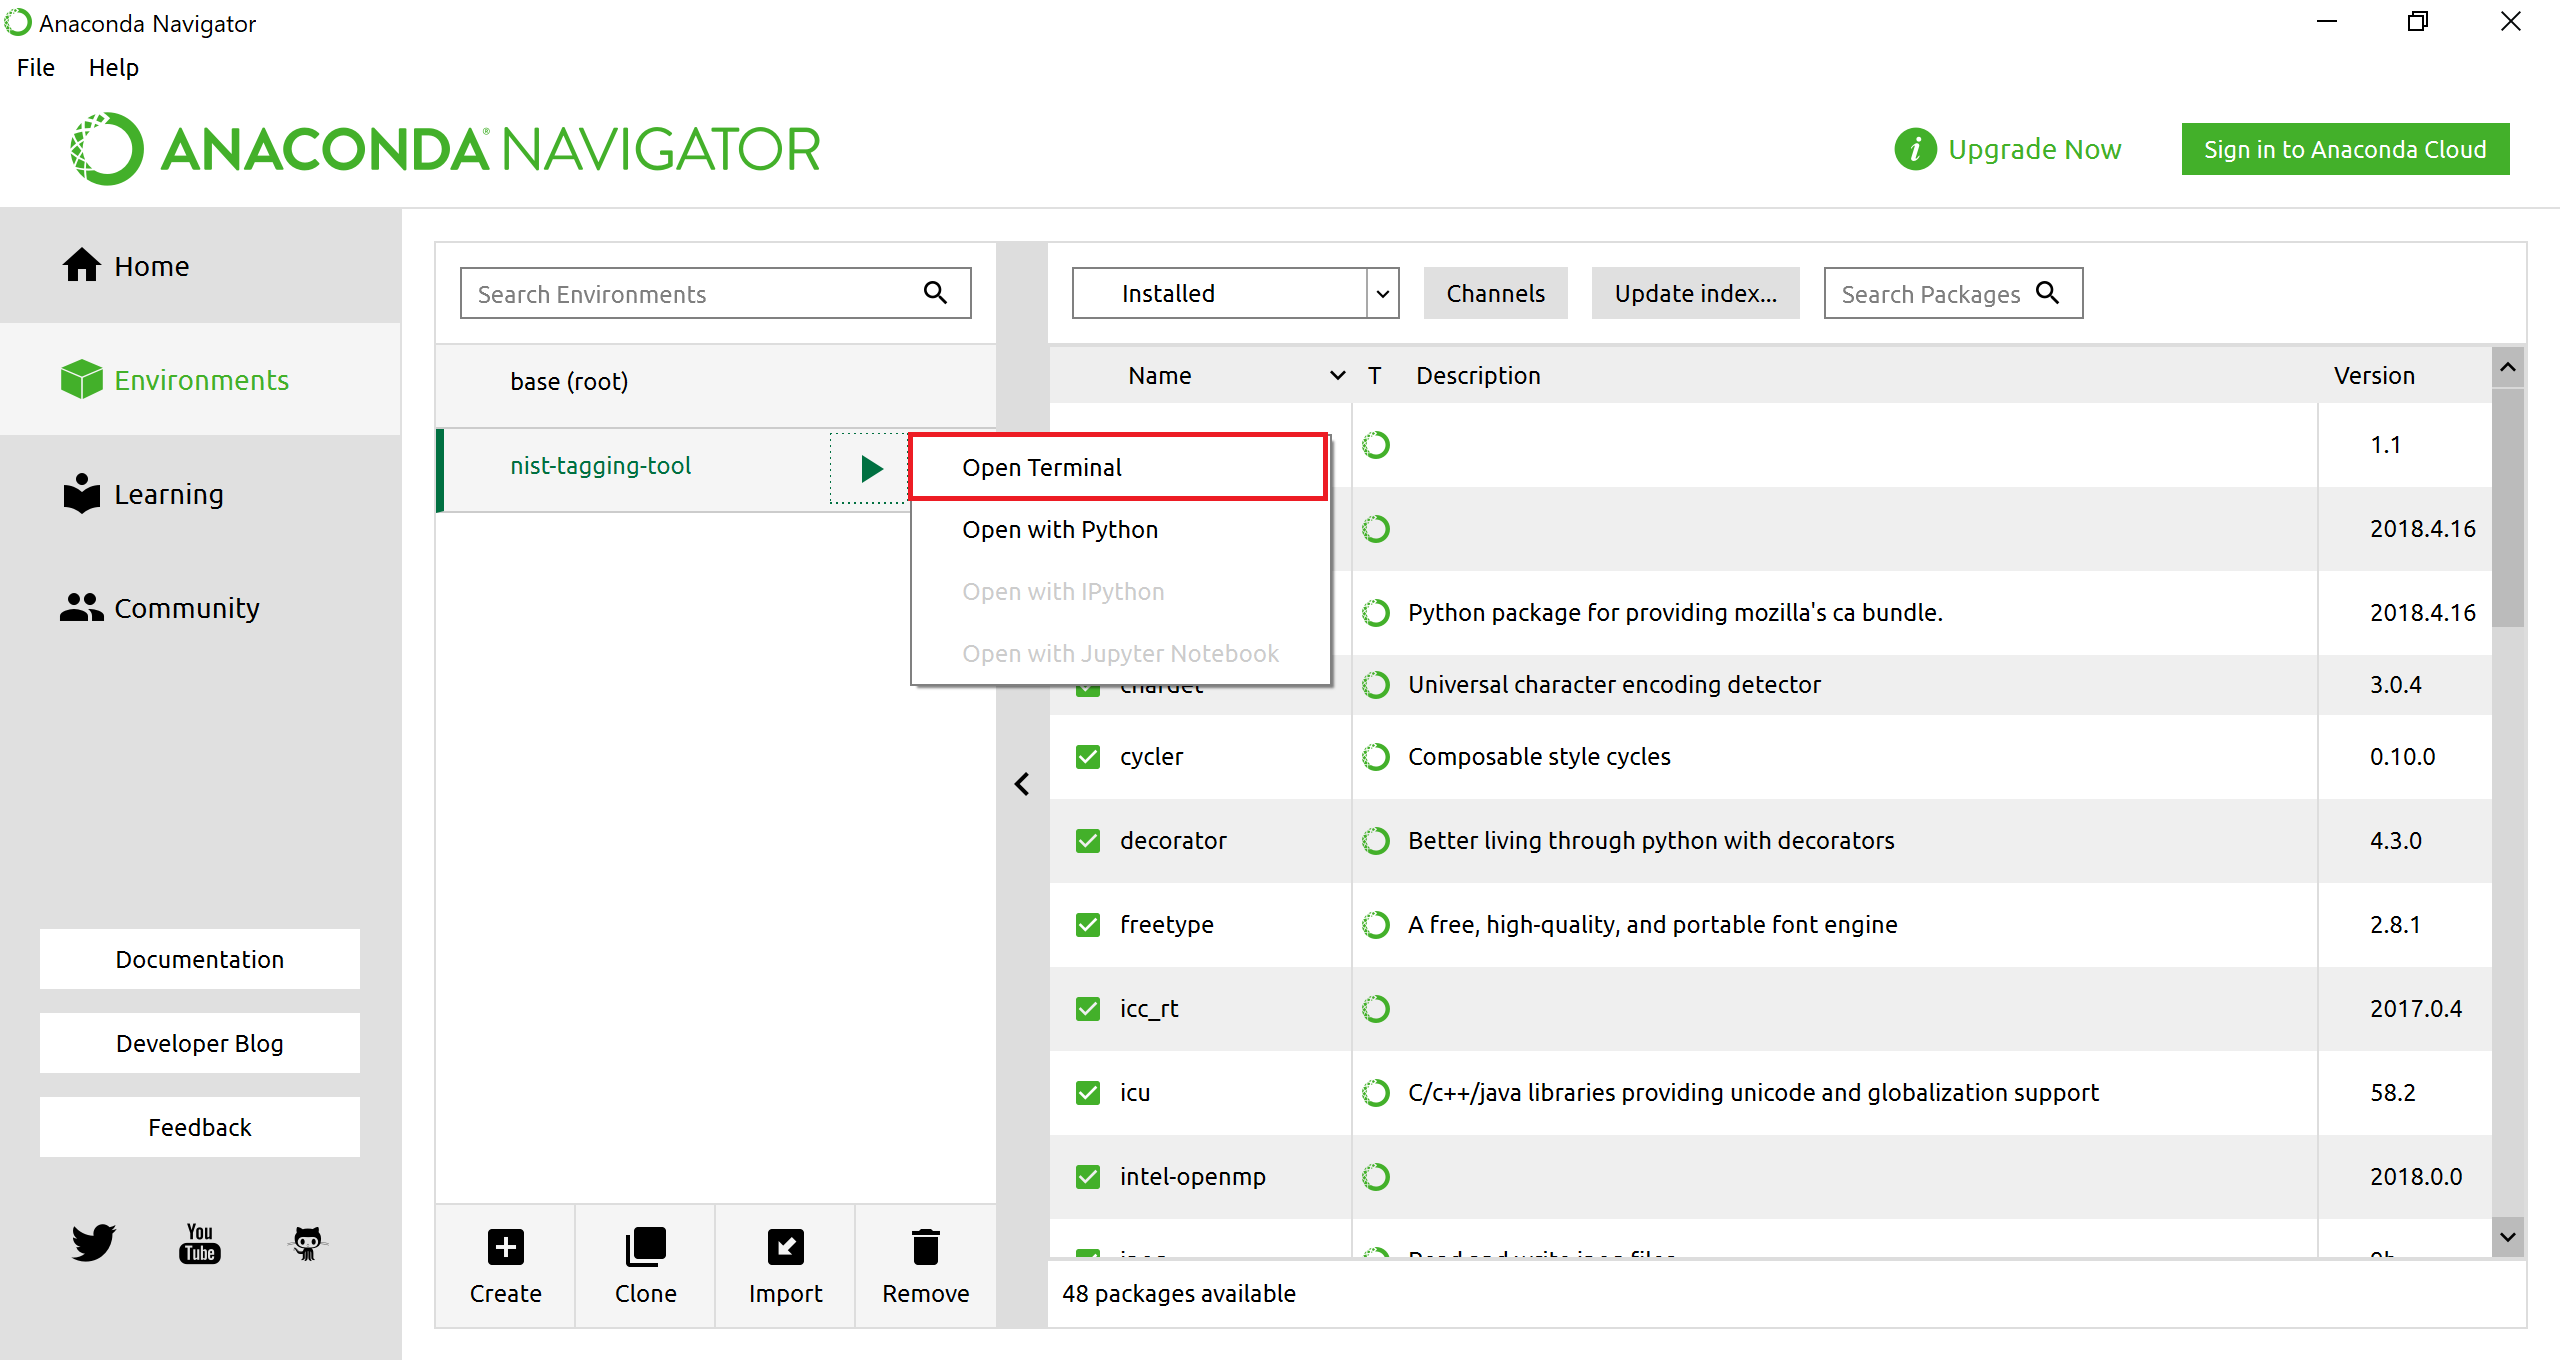 Anaconda Navigator
File Help
ANACONDA NAVIGATOR
Upgrade Now
Sign in to Anaconda Cloud
Home
Environments
Learning
Community
Documentation
Developer Blog
Feedback
You
Tube
Search Environments
base (root)
nist-tagging-tool
Open Terminal
Open with Python
Open with IPython
Open with Jupyter Notebook
Create Clone Import Remove
Installed Channels Update index... Search Packages
Name T Description Version
1.1
2018.4.16
Python package for providing mozilla's ca bundle. 2018.4.16
chardet Universal character encoding detector 3.0.4
cycler Composable style cycles 0.10.0
decorator Better living through python with decorators 4.3.0
freetype A free, high-quality, and portable font engine 2.8.1
icc_rt 2017.0.4
icu C/c++/java libraries providing unicode and globalization support 58.2
intel-openmp 2018.0.0
48 packages available